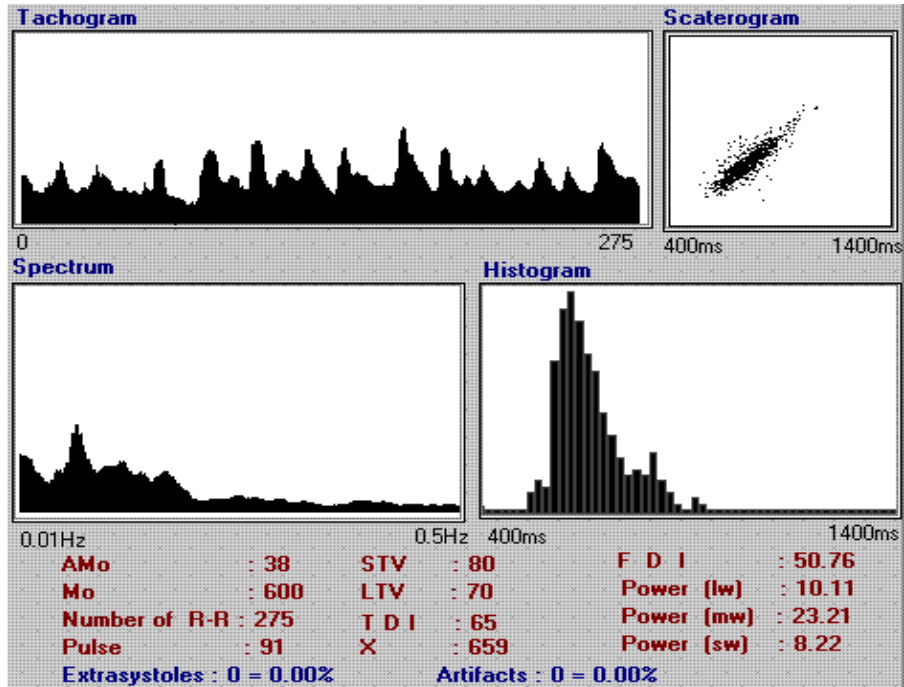 Tachogram Scaterogram
0 275 400ms 1400ms
Spectrum Histogram
0.01Hz 0.5Hz 400ms 1400ms
AMo : 38 STV : 80 F D I : 50.76
Mo : 600 LTV : 70 Power (lw) : 10.11
Number of R-R : 275 T D I : 65 Power (mw) : 23.21
Pulse : 91 X : 659 Power (sw) : 8.22
Extrasystoles : 0 = 0.00% Artifacts : 0 = 0.00%